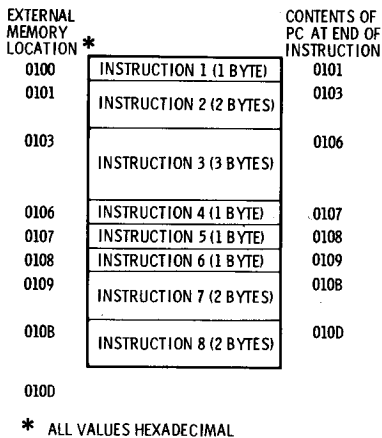 EXTERNAL
MEMORY
LOCATION *
CONTENTS OF
PC AT END OF
INSTRUCTION
0100 INSTRUCTION 1 (1 BYTE) 0101
0101 INSTRUCTION 2 (2 BYTES) 0103
0103 INSTRUCTION 3 (3 BYTES) 0106
0106 INSTRUCTION 4 (1 BYTE) 0107
0107 INSTRUCTION 5 (1 BYTE) 0108
0108 INSTRUCTION 6 (1 BYTE) 0109
0109 INSTRUCTION 7 (2 BYTES) 010B
010B INSTRUCTION 8 (2 BYTES) 010D
010D
* ALL VALUES HEXADECIMAL